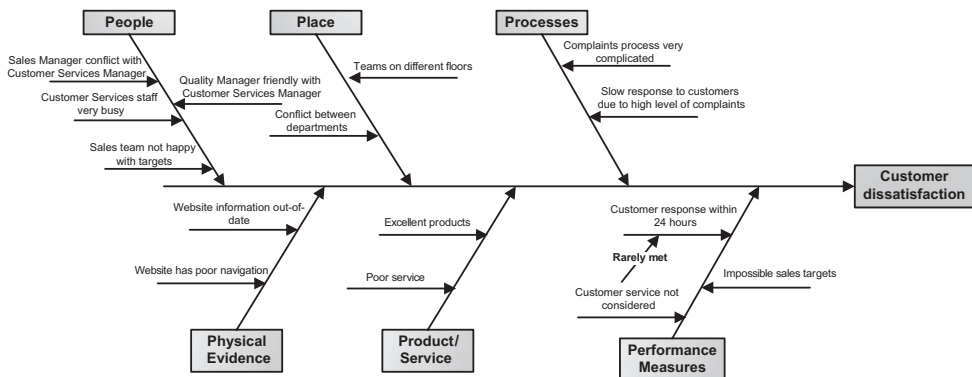 People
Place
Processes
Sales Manager conflict with
Customer Services Manager
Quality Manager friendly with
Customer Services Manager
Customer Services staff
very busy
Sales team not happy
with targets
Teams on different floors
Conflict between
departments
Complaints process very
complicated
Slow response to customers
due to high level of complaints
Customer
dissatisfaction
Website information out-of-
date
Website has poor navigation
Excellent products
Poor service
Customer response within
24 hours
Rarely met
Impossible sales targets
Customer service not
considered
Physical
Evidence
Product/
Service
Performance
Measures